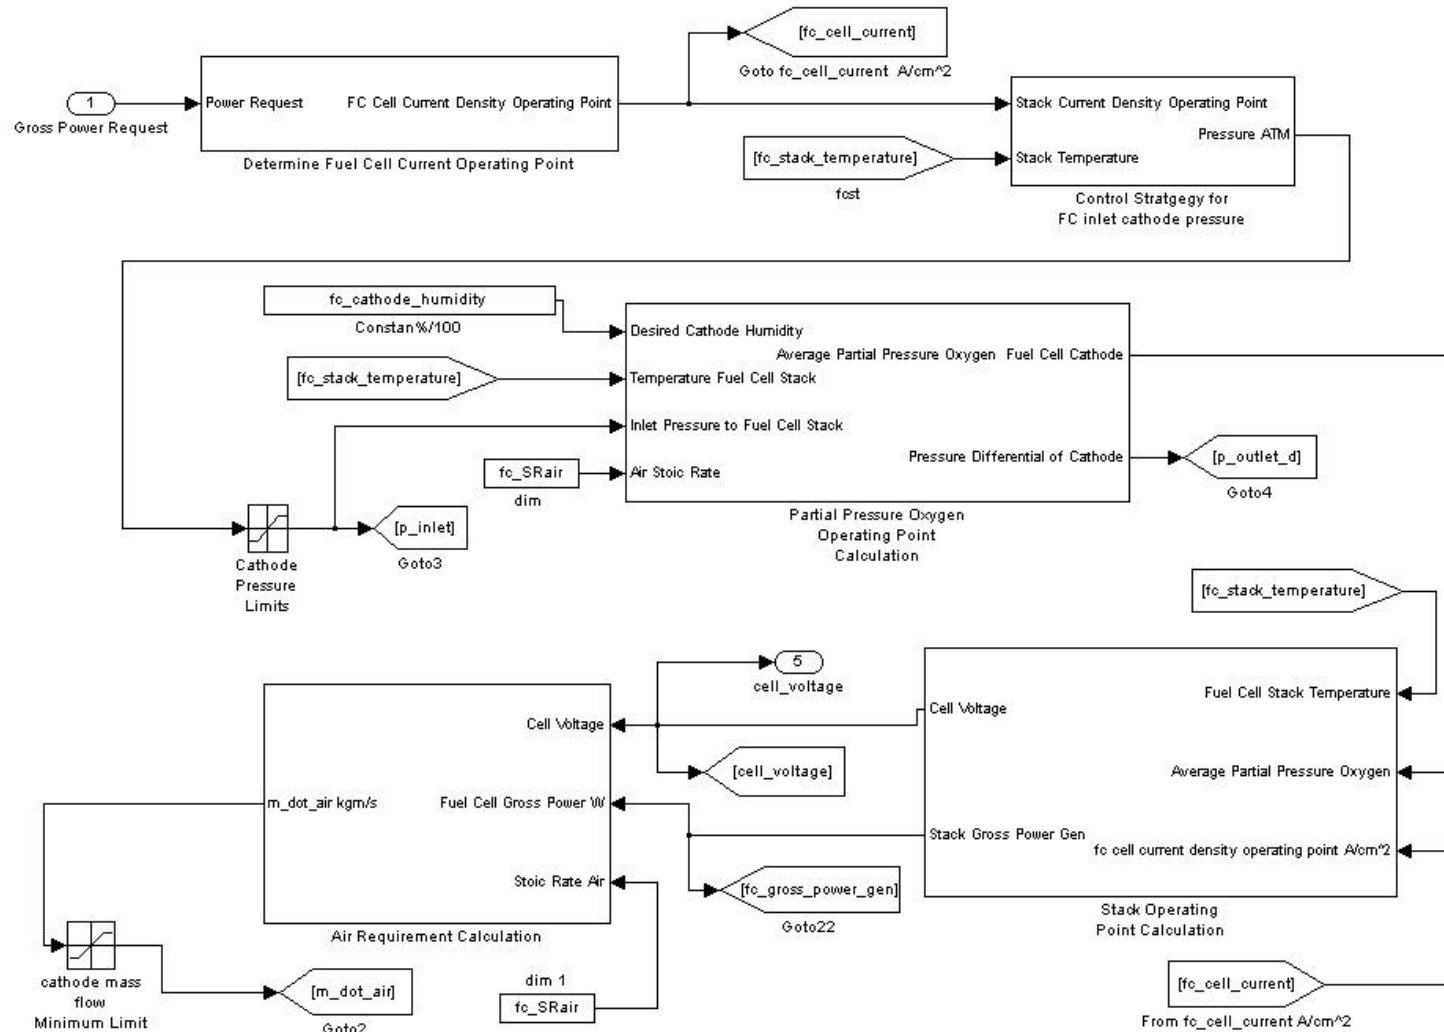 [fc_cell_current]
Goto fc_cell_current A/cm^2
1
Gross Power Request
Power Request
FC Cell Current Density Operating Point
Determine Fuel Cell Current Operating Point
Stack Current Density Operating Point
Pressure ATM
Stack Temperature
[fc_stack_temperature]
fcst
Control Stratgegy for
FC inlet cathode pressure
fc_cathode_humidity
Constan%/100
[fc_stack_temperature]
Desired Cathode Humidity
Average Partial Pressure Oxygen Fuel Cell Cathode
Temperature Fuel Cell Stack
Inlet Pressure to Fuel Cell Stack
Pressure Differential of Cathode
Air Stoic Rate
fc_SRair
dim
[p_outlet_d]
Goto4
Partial Pressure Oxygen
Operating Point
Calculation
[p_inlet]
Goto3
Cathode
Pressure
Limits
[fc_stack_temperature]
5
cell_voltage
Cell Voltage
Fuel Cell Stack Temperature
Cell Voltage
[cell_voltage]
Average Partial Pressure Oxygen
m_dot_air kgm/s
Fuel Cell Gross Power W
Stack Gross Power Gen
fc cell current density operating point A/cm^2
Stoic Rate Air
[fc_gross_power_gen]
Goto22
Stack Operating
Point Calculation
Air Requirement Calculation
cathode mass
flow
Minimum Limit
[m_dot_air]
Goto2
dim 1
fc_SRair
[fc_cell_current]
From fc_cell_current A/cm^2